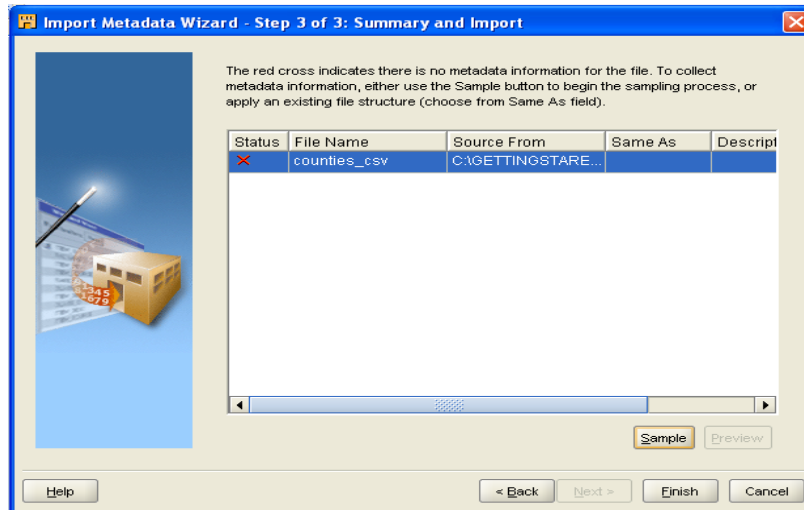 Import Metadata Wizard - Step 3 of 3: Summary and Import
The red cross indicates there is no metadata information for the file. To collect
metadata information, either use the Sample button to begin the sampling process, or
apply an existing file structure (choose from Same As field).
Status File Name Source From Same As Descript
counties_csv C:\GETTINGSTARE...
345
1679
Sample Preview
Help < Back Next > Finish Cancel